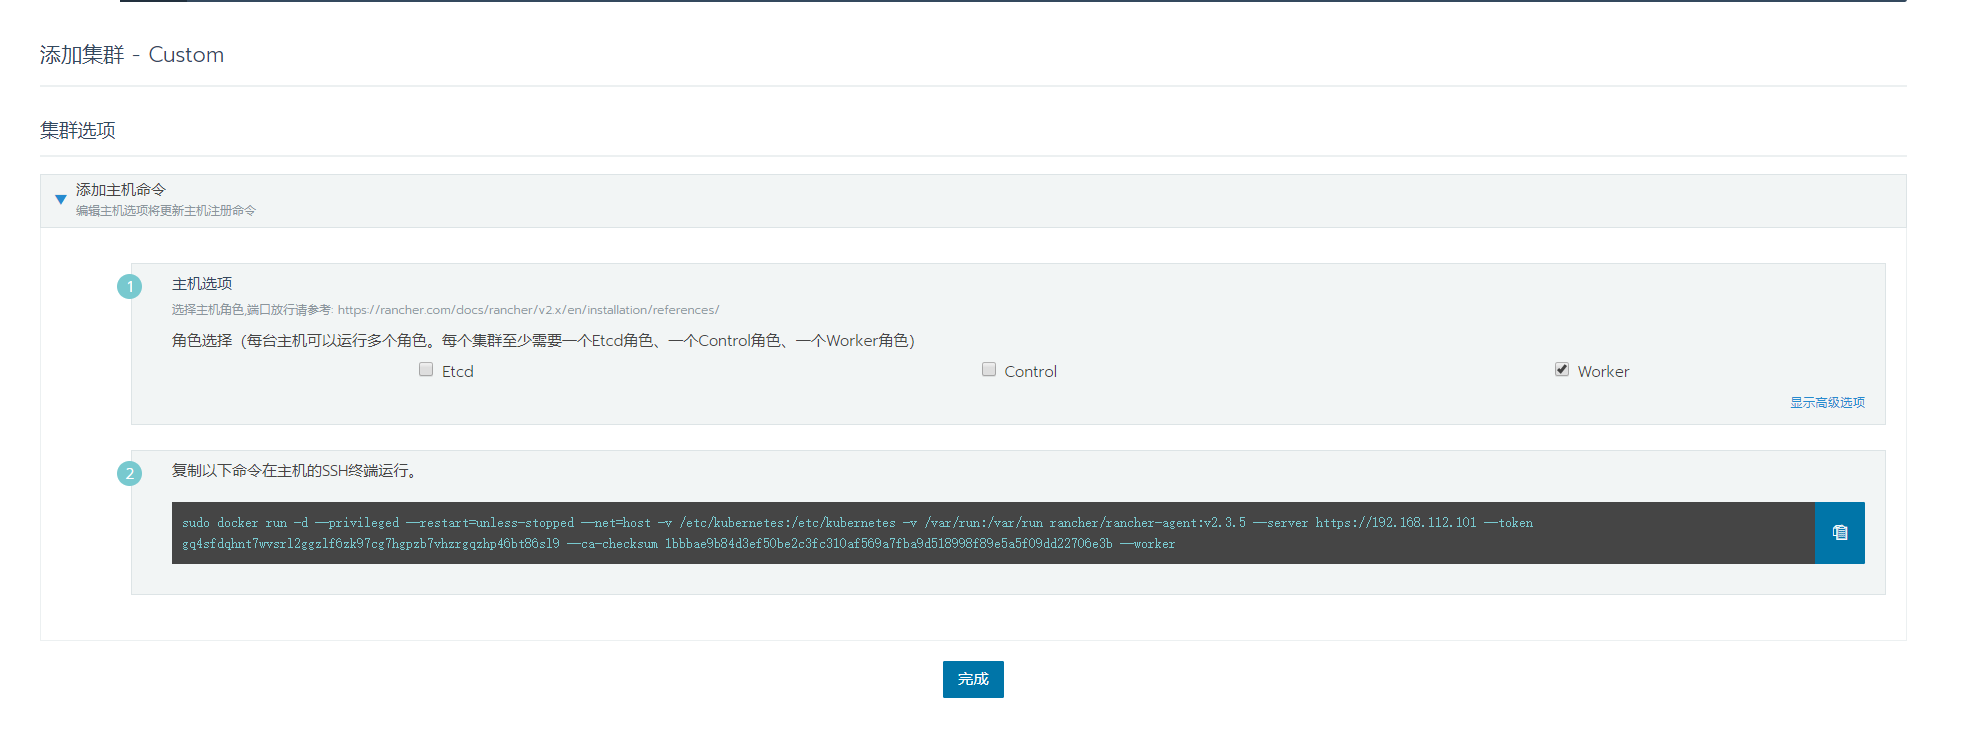 添加集群 - Custom
集群选项
添加主机命令
编辑主机选项将更新主机注册命令
1
主机选项
选择主机角色,端口放行请参考: https://rancher.com/docs/rancher/v2.x/en/installation/references/
角色选择（每台主机可以运行多个角色。每个集群至少需要一个Etcd角色、一个Control角色、一个Worker角色）
Etcd Control Worker
显示高级选项
2
复制以下命令在主机的SSH终端运行。
sudo docker run -d --privileged --restart=unless-stopped --net=host -v /etc/kubernetes:/etc/kubernetes -v /var/run:/var/run rancher/rancher-agent:v2.3.5 --server https://192.168.112.101 --token
gq4sfdqhnt7wvsrl2ggzlf6zk97cg7hgpzb7vhzrgqzhp46bt86sl9 --ca-checksum 1bbbae9b84d3ef50be2c3fc310af569a7fba9d518998f89e5a5f09dd22706e3b --worker
完成